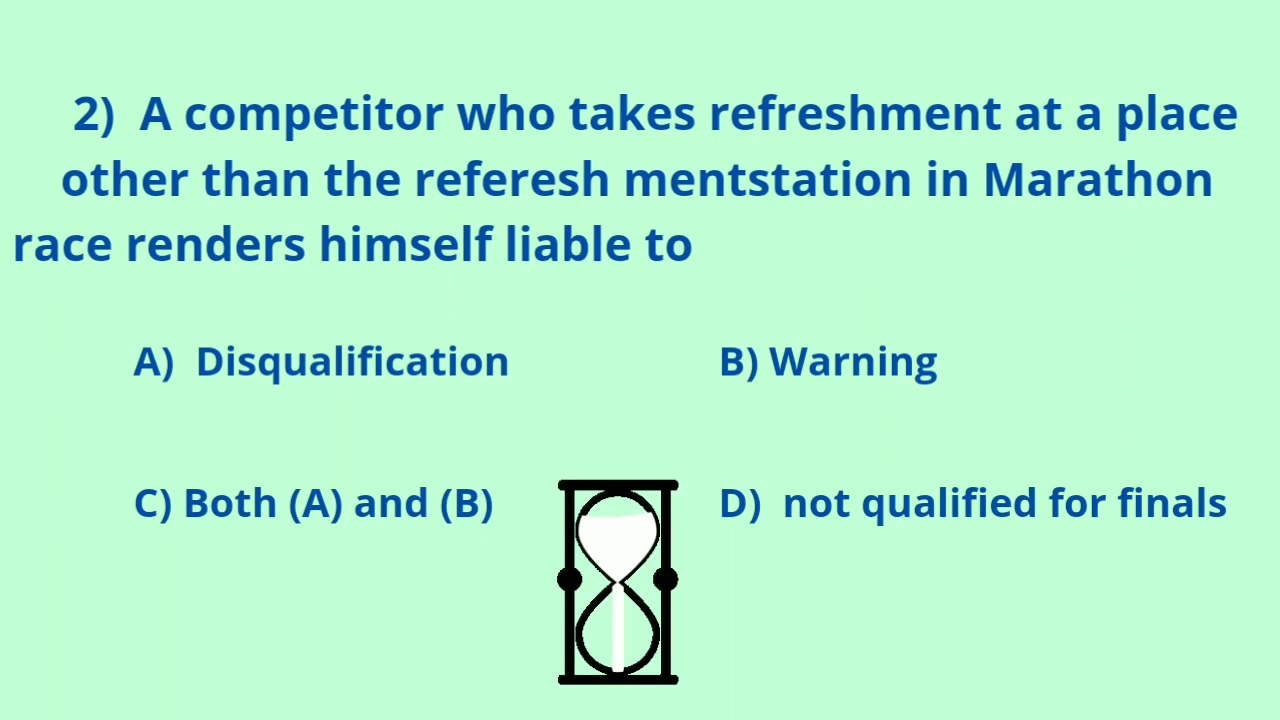 2) A competitor who takes refreshment at a place
other than the referesh mentstation in Marathon
race renders himself liable to
A) Disqualification
B) Warning
C) Both (A) and (B)
D) not qualified for finals